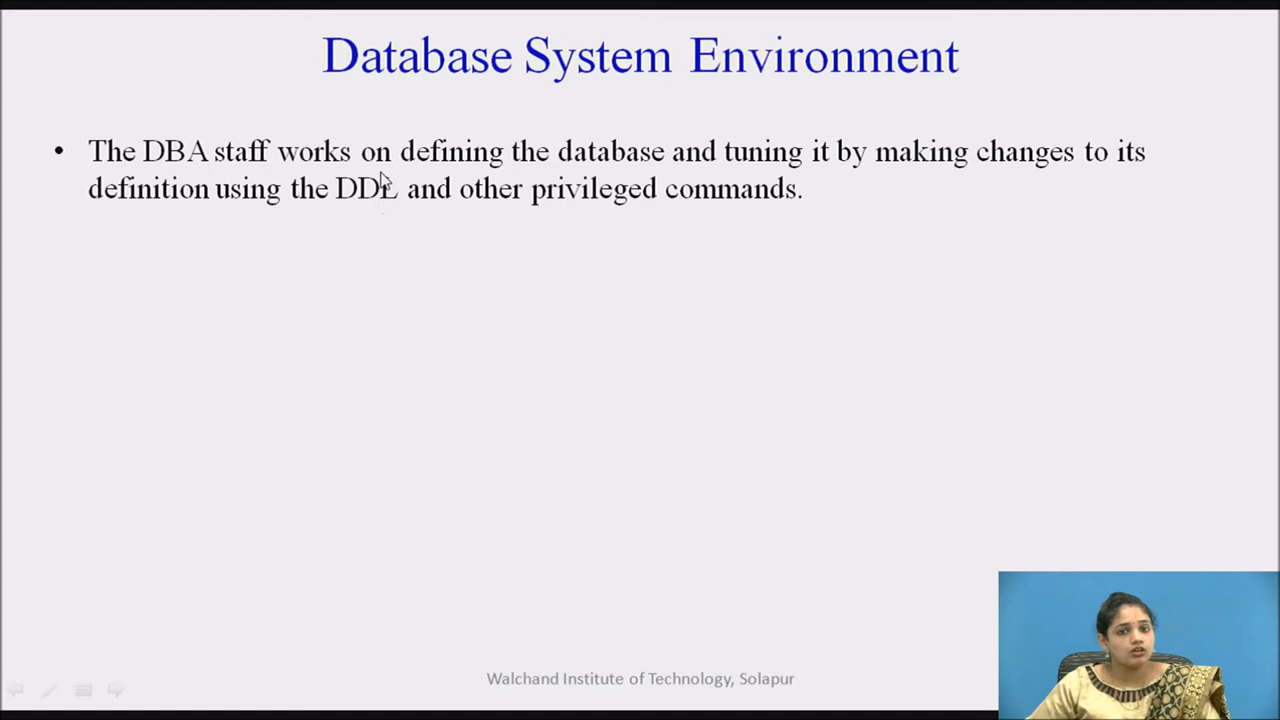 Database System Environment
• The DBA staff works on defining the database and tuning it by making changes to its
definition using the DDL and other privileged commands.
Walchand Institute of Technology, Solapur